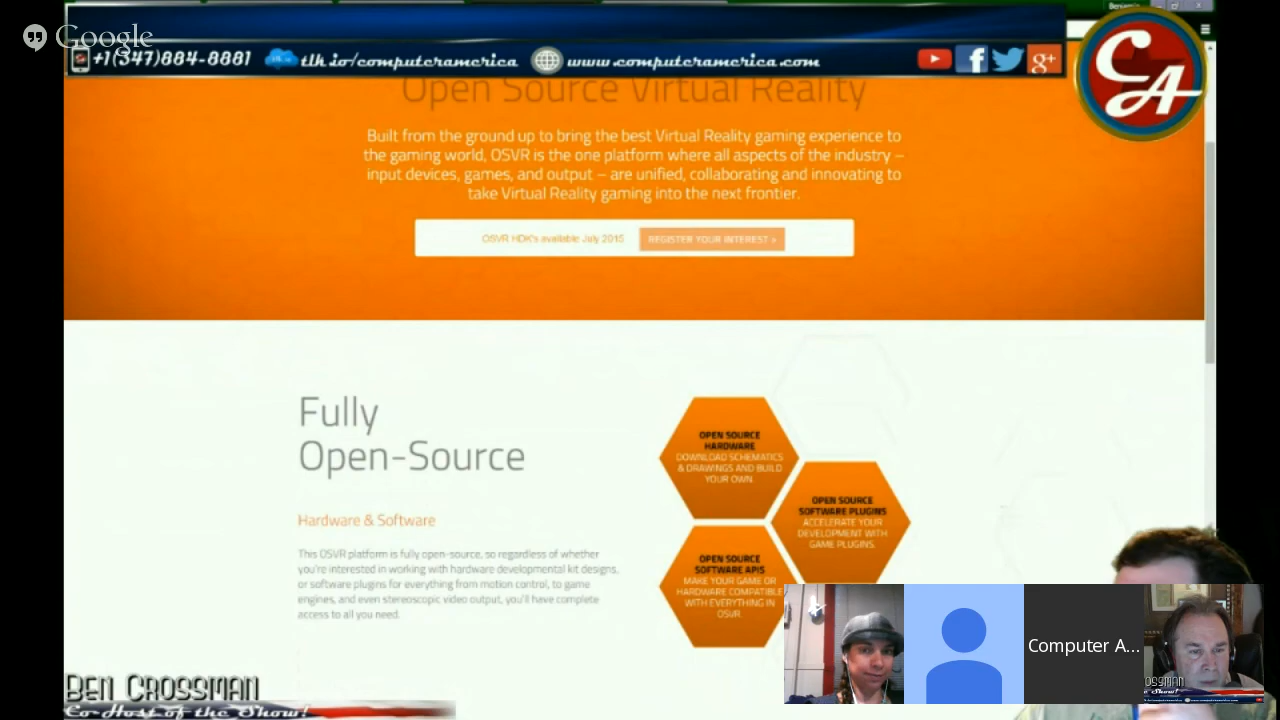 Google
Benjamin
+1(347)884-8881
tlk.io/computeramerica
www.computeramerica.com
f
g+
CA
Open Source Virtual Reality
Built from the ground up to bring the best Virtual Reality gaming experience to
the gaming world, OSVR is the one platform where all aspects of the industry –
input devices, games, and output – are unified, collaborating and innovating to
take Virtual Reality gaming into the next frontier.
OSVR HDK's available July 2015
REGISTER YOUR INTEREST >
Fully
Open-Source
Hardware & Software
This OSVR platform is fully open-source, so regardless of whether
you're interested in working with hardware developmental kit designs,
or software plugins for everything from motion control, to game
engines, and even stereoscopic video output, you'll have complete
access to all you need.
OPEN SOURCE
HARDWARE
DOWNLOAD SCHEMATICS
& DRAWINGS AND BUILD
YOUR OWN.
OPEN SOURCE
SOFTWARE PLUGINS
ACCELERATE YOUR
DEVELOPMENT WITH
GAME PLUGINS.
OPEN SOURCE
SOFTWARE APIS
MAKE YOUR GAME OR
HARDWARE COMPATIBLE
WITH EVERYTHING IN
OSVR.
Computer A...
BEN CROSSMAN
Co-Host of the Show!